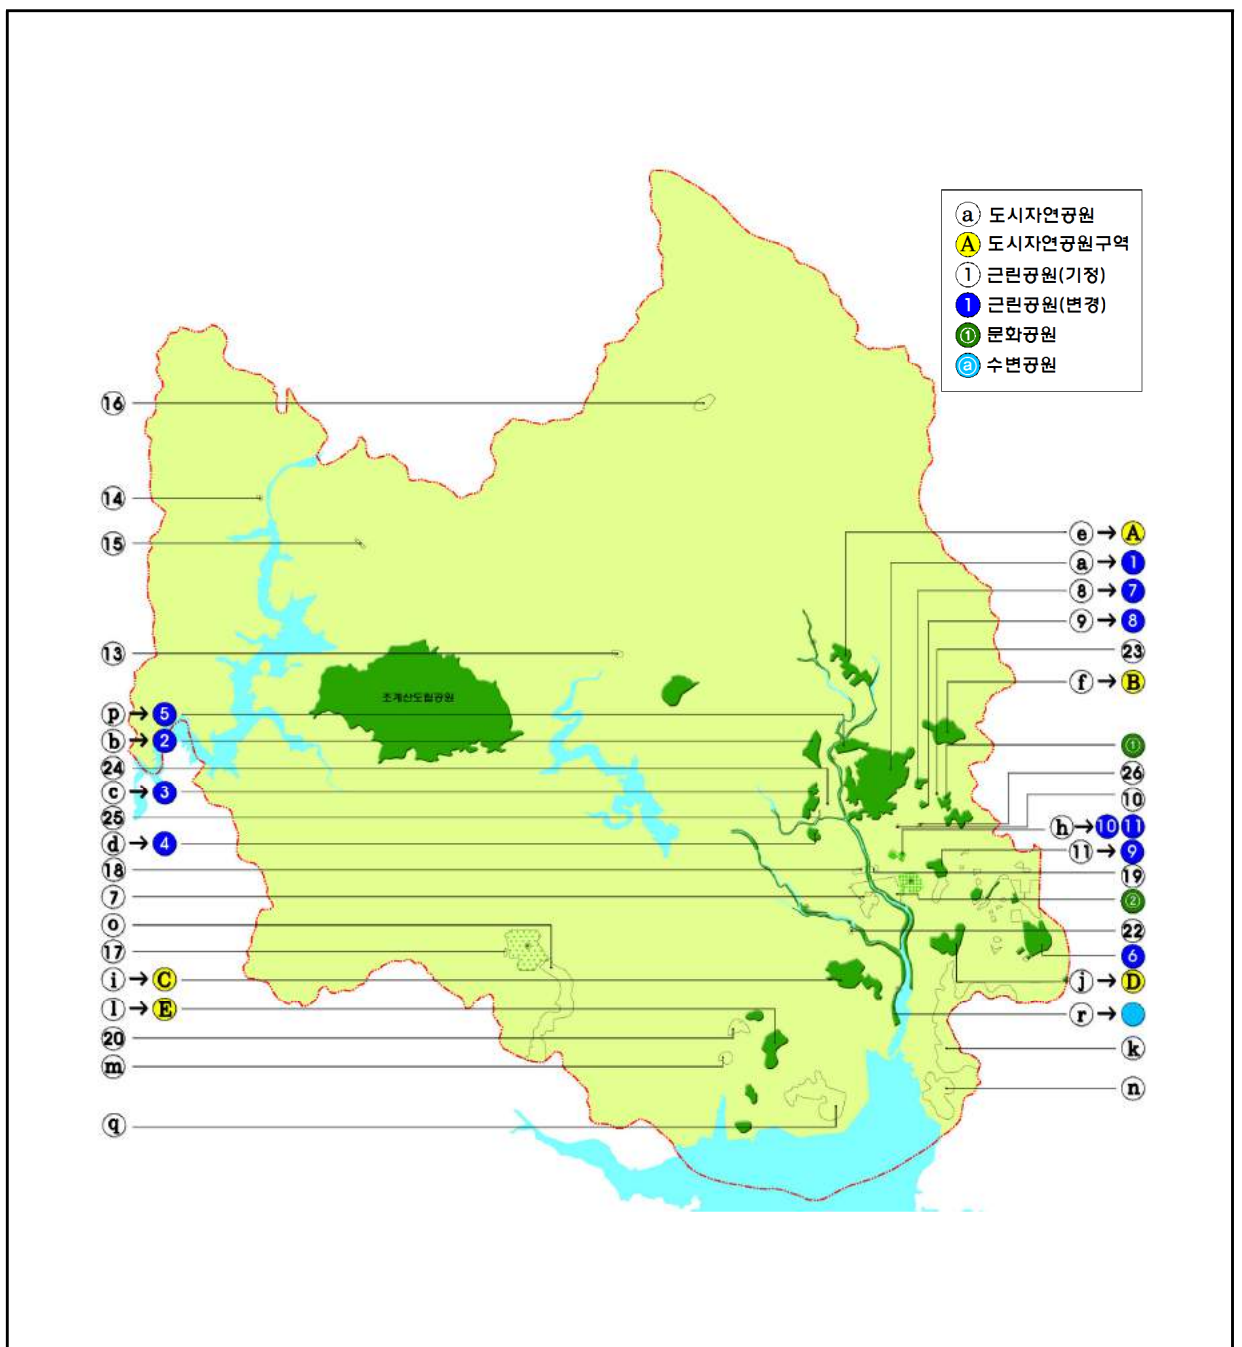 ⓐ 도시자연공원
Ⓐ 도시자연공원구역
① 근린공원(기정)
① 근린공원(변경)
① 문화공원
ⓐ 수변공원
조계산도립공원
⑯
⑭
⑮
⑬
ⓟ → ⑤
ⓑ → ②
㉔
ⓒ → ③
㉕
ⓓ → ④
⑱
⑦
ⓞ
⑰
ⓘ → Ⓒ
ⓛ → Ⓔ
⑳
ⓜ
ⓠ
ⓔ → Ⓐ
ⓐ → ①
⑧ → ⑦
⑨ → ⑧
㉓
ⓕ → Ⓑ
①
㉖
⑩
ⓗ → ⑩ ⑪
⑪ → ⑨
⑲
②
㉒
⑥
ⓙ → Ⓓ
ⓡ →
ⓚ
ⓝ